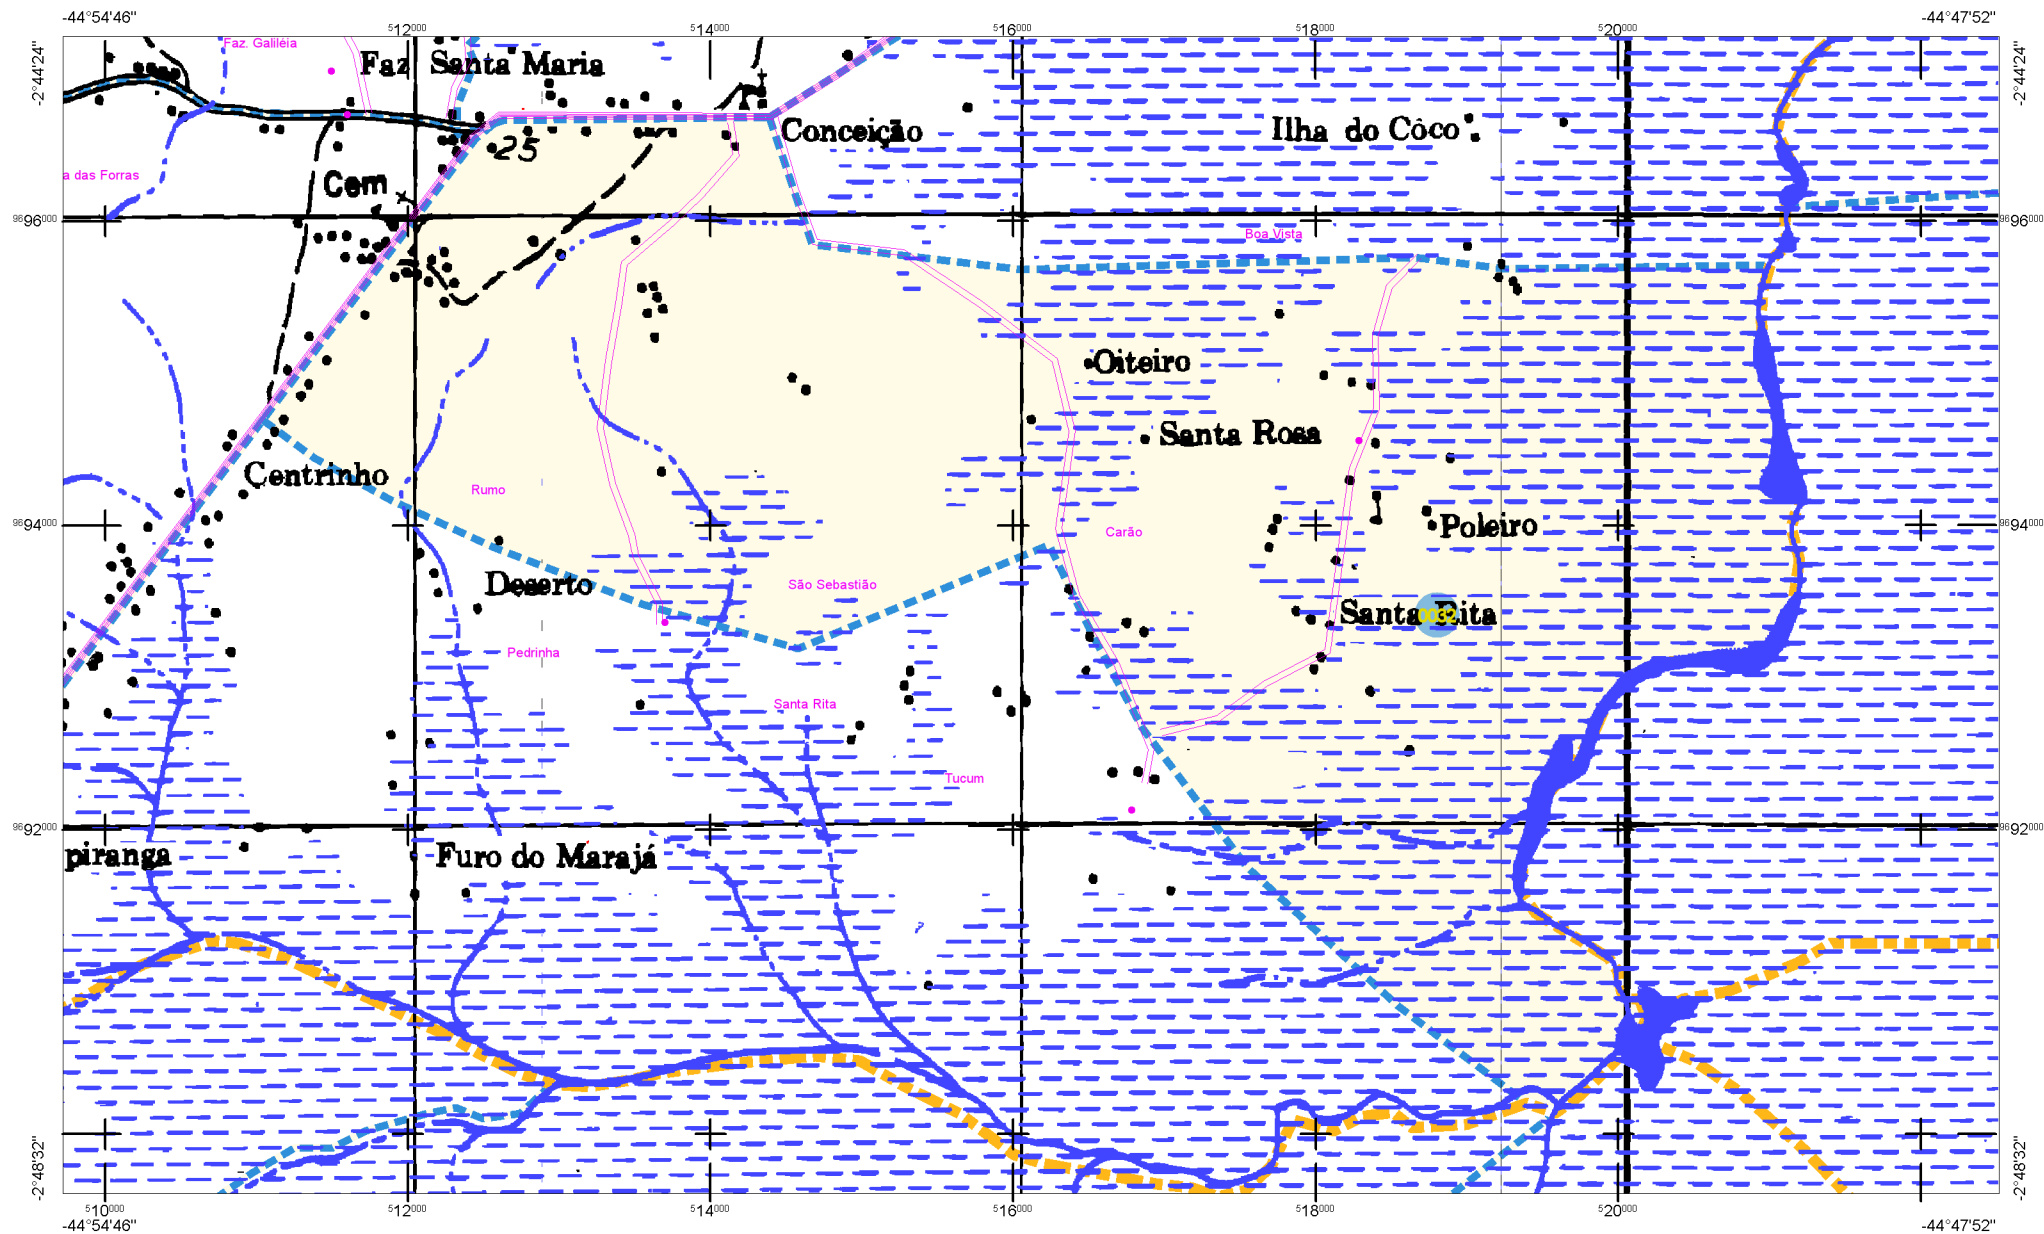 -44°54'46"
512000
514000
516000
518000
520000
-44°47'52"
-2°44'24"
-2°44'24"
Faz. Galiléia
Faz Santa Maria
Conceição
Ilha do Côco
25
a das Forras
Cem
9696000
9696000
Boa Vista
Oiteiro
Santa Rosa
Centrinho
Rumo
9694000
Carão
Poleiro
9694000
Deserto
São Sebastião
Santa Rita
0032
Pedrinha
Santa Rita
Tucum
9692000
9692000
piranga
Furo do Marajá
-2°48'32"
-2°48'32"
510000
512000
514000
516000
518000
520000
-44°54'46"
-44°47'52"